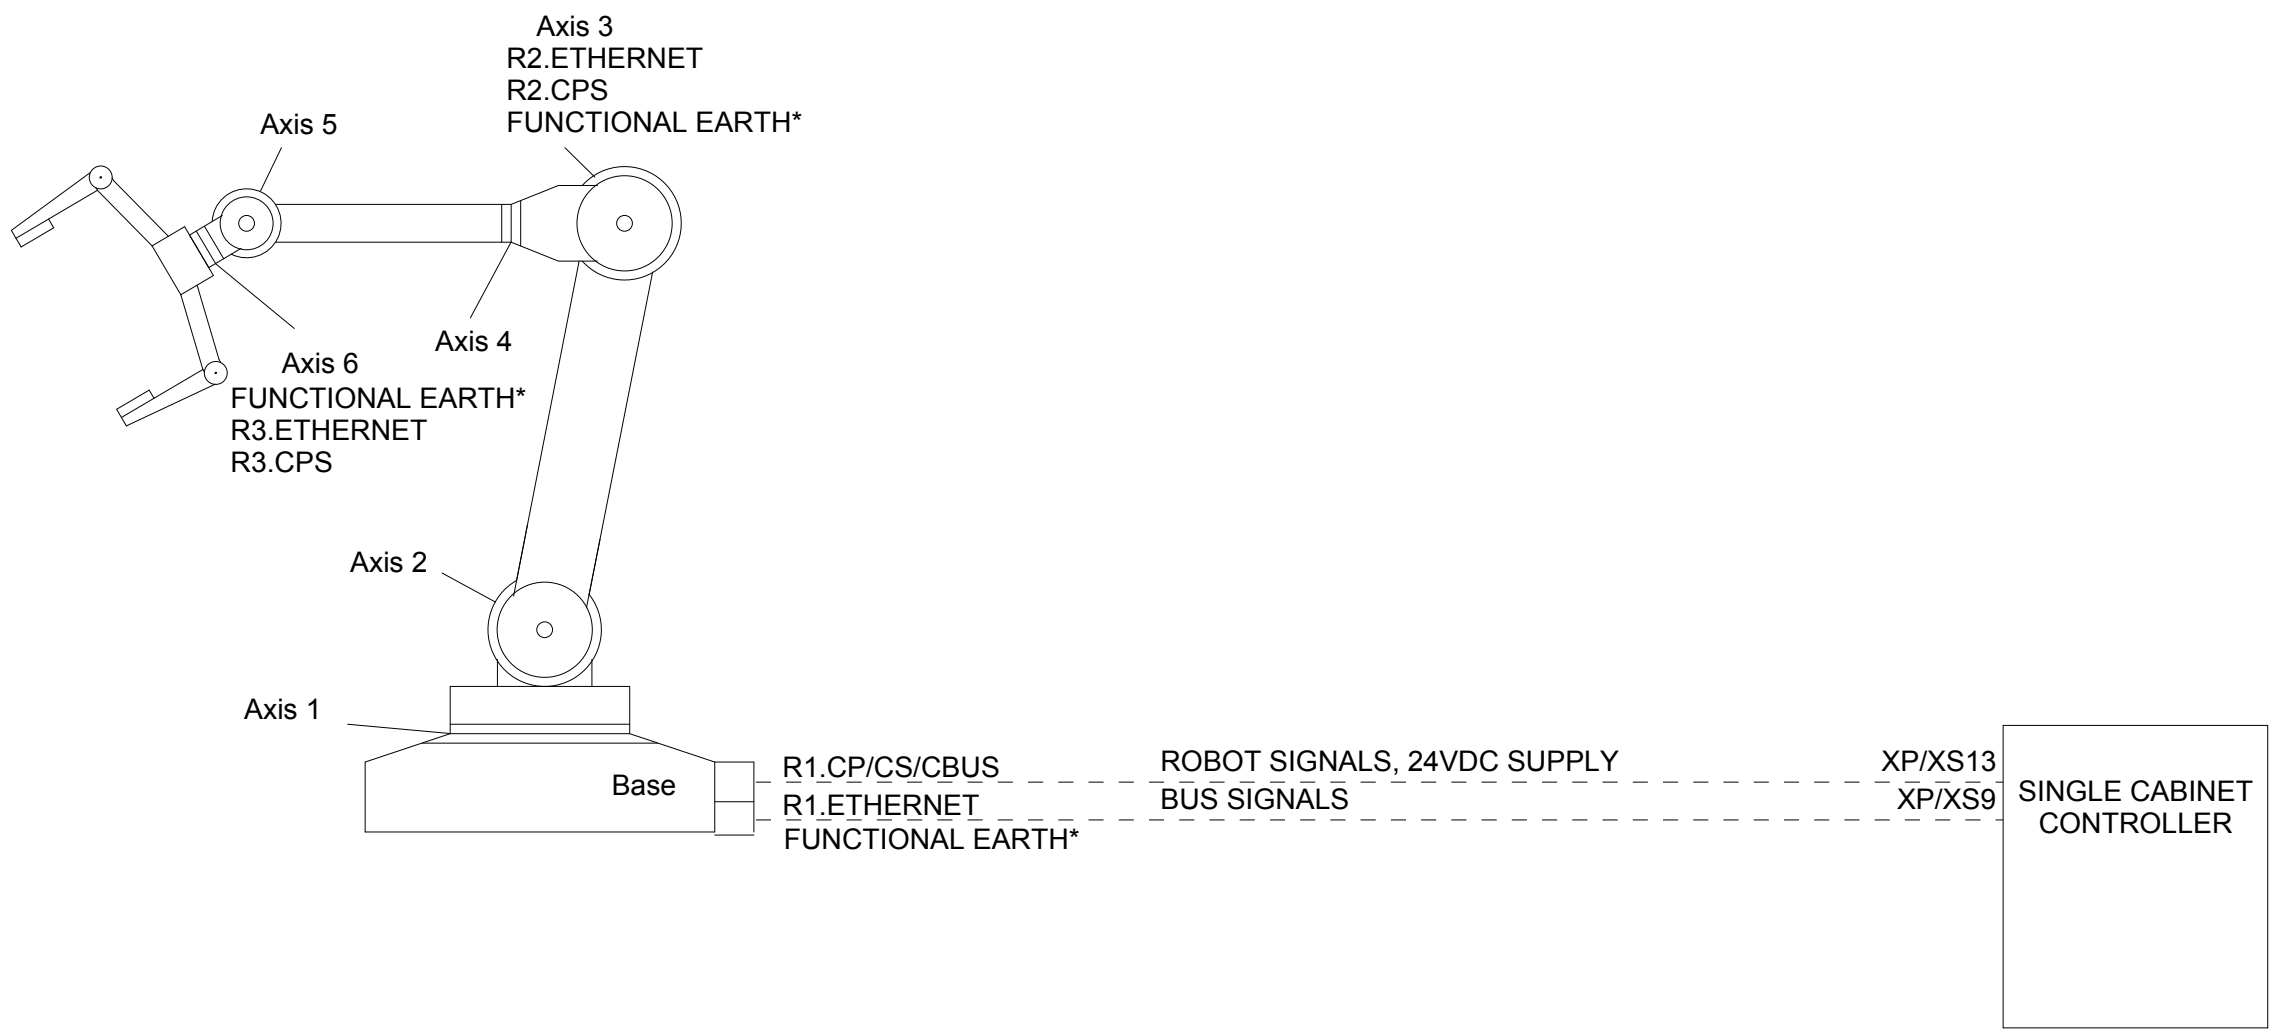 Axis 3
R2.ETHERNET
R2.CPS
FUNCTIONAL EARTH*
Axis 5
Axis 4
Axis 6
FUNCTIONAL EARTH*
R3.ETHERNET
R3.CPS
Axis 2
Axis 1
Base
R1.CP/CS/CBUS
ROBOT SIGNALS, 24VDC SUPPLY
XP/XS13
R1.ETHERNET
BUS SIGNALS
XP/XS9
FUNCTIONAL EARTH*
SINGLE CABINET
CONTROLLER